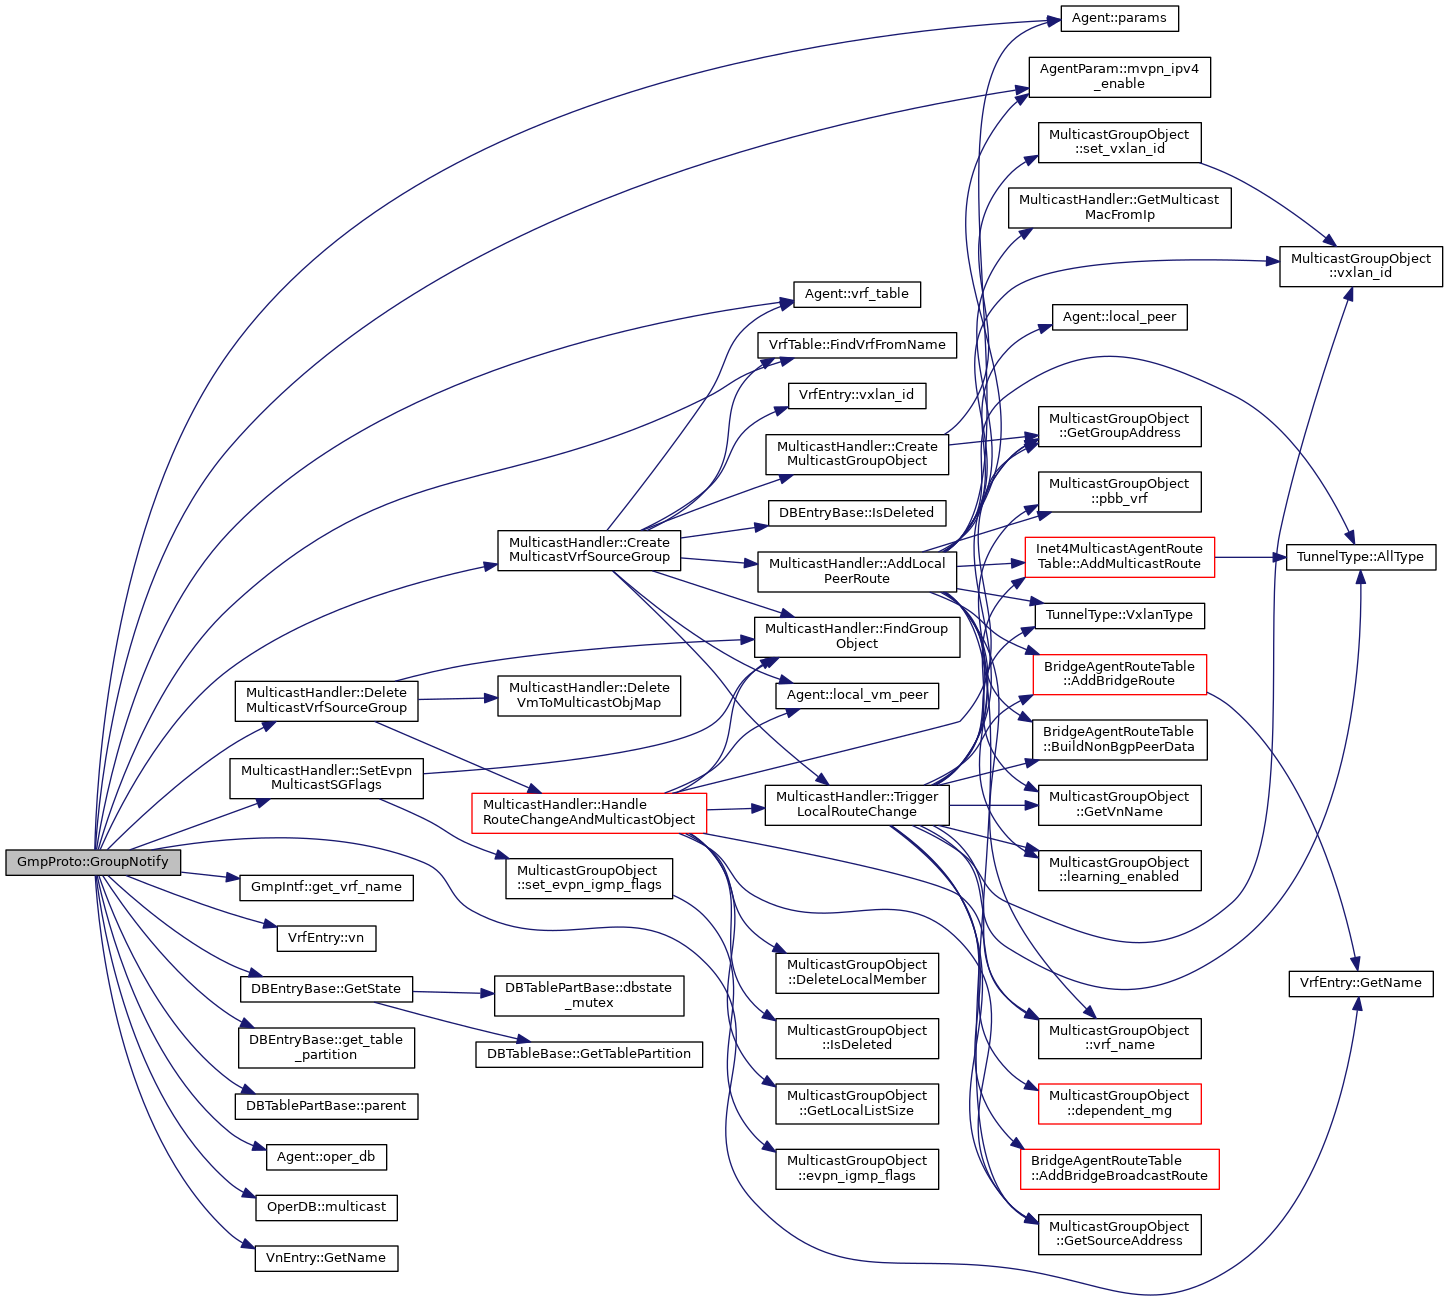 GmpProto::GroupNotify
MulticastHandler::Delete
MulticastVrfSourceGroup
MulticastHandler::SetEvpn
MulticastSGFlags
GmpIntf::get_vrf_name
VrfEntry::vn
DBEntryBase::GetState
DBEntryBase::get_table
_partition
DBTablePartBase::parent
Agent::oper_db
OperDB::multicast
VnEntry::GetName
MulticastHandler::Create
MulticastVrfSourceGroup
MulticastHandler::Delete
VmToMulticastObjMap
MulticastHandler::Handle
RouteChangeAndMulticastObject
MulticastGroupObject
::set_evpn_igmp_flags
DBTablePartBase::dbstate
_mutex
DBTableBase::GetTablePartition
Agent::vrf_table
VrfTable::FindVrfFromName
VrfEntry::vxlan_id
MulticastHandler::Create
MulticastGroupObject
DBEntryBase::IsDeleted
MulticastHandler::AddLocal
PeerRoute
MulticastHandler::FindGroup
Object
Agent::local_vm_peer
MulticastHandler::Trigger
LocalRouteChange
MulticastGroupObject
::DeleteLocalMember
MulticastGroupObject
::IsDeleted
MulticastGroupObject
::GetLocalListSize
MulticastGroupObject
::evpn_igmp_flags
Agent::params
AgentParam::mvpn_ipv4
_enable
MulticastGroupObject
::set_vxlan_id
MulticastHandler::GetMulticast
MacFromIp
Agent::local_peer
MulticastGroupObject
::GetGroupAddress
MulticastGroupObject
::pbb_vrf
Inet4MulticastAgentRoute
Table::AddMulticastRoute
TunnelType::VxlanType
BridgeAgentRouteTable
::AddBridgeRoute
BridgeAgentRouteTable
::BuildNonBgpPeerData
MulticastGroupObject
::GetVnName
MulticastGroupObject
::learning_enabled
MulticastGroupObject
::vrf_name
MulticastGroupObject
::dependent_mg
BridgeAgentRouteTable
::AddBridgeBroadcastRoute
MulticastGroupObject
::GetSourceAddress
MulticastGroupObject
::vxlan_id
TunnelType::AllType
VrfEntry::GetName